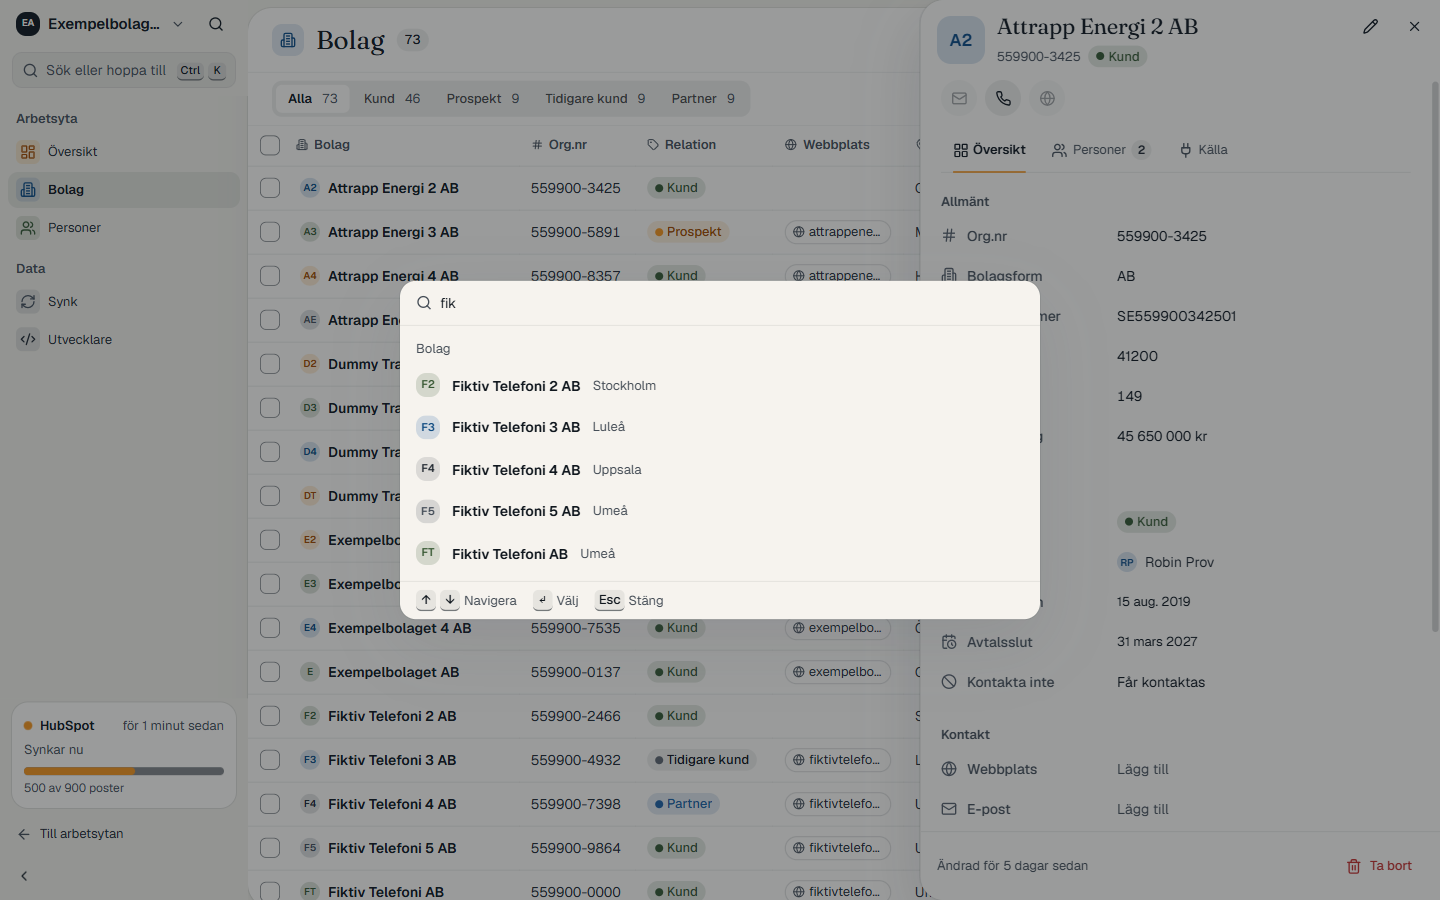 EA Exempelbolag...
Sök eller hoppa till Ctrl K
Arbetsyta
Översikt
Bolag
Personer
Data
Synk
Utvecklare
HubSpot för 1 minut sedan
Synkar nu
500 av 900 poster
Till arbetsytan
Bolag 73
Alla 73 Kund 46 Prospekt 9 Tidigare kund 9 Partner 9
Bolag Org.nr Relation Webbplats
A2 Attrapp Energi 2 AB 559900-3425 Kund
A3 Attrapp Energi 3 AB 559900-5891 Prospekt attrappene...
A4 Attrapp Energi 4 AB 559900-8357 Kund attrappene...
AE Attrapp En
D2 Dummy Tra
D3 Dummy Tra
D4 Dummy Tra
DT Dummy Tra
E2 Exempelbo
E3 Exempelbo
E4 Exempelbolaget 4 AB 559900-7535 Kund exempelbo...
E Exempelbolaget AB 559900-0137 Kund exempelbo...
F2 Fiktiv Telefoni 2 AB 559900-2466 Kund
F3 Fiktiv Telefoni 3 AB 559900-4932 Tidigare kund fiktivtelefo...
F4 Fiktiv Telefoni 4 AB 559900-7398 Partner fiktivtelefo...
F5 Fiktiv Telefoni 5 AB 559900-9864 Kund fiktivtelefo...
FT Fiktiv Telefoni AB 559900-0000 Kund fiktivtelefo...
fik
Bolag
F2 Fiktiv Telefoni 2 AB Stockholm
F3 Fiktiv Telefoni 3 AB Luleå
F4 Fiktiv Telefoni 4 AB Uppsala
F5 Fiktiv Telefoni 5 AB Umeå
FT Fiktiv Telefoni AB Umeå
Navigera Välj Esc Stäng
A2 Attrapp Energi 2 AB
559900-3425 Kund
Översikt Personer 2 Källa
Allmänt
Org.nr 559900-3425
Bolagsform AB
mer SE559900342501
41200
149
45 650 000 kr
Kund
RP Robin Prov
15 aug. 2019
Avtalsslut 31 mars 2027
Kontakta inte Får kontaktas
Kontakt
Webbplats Lägg till
E-post Lägg till
Ändrad för 5 dagar sedan Ta bort